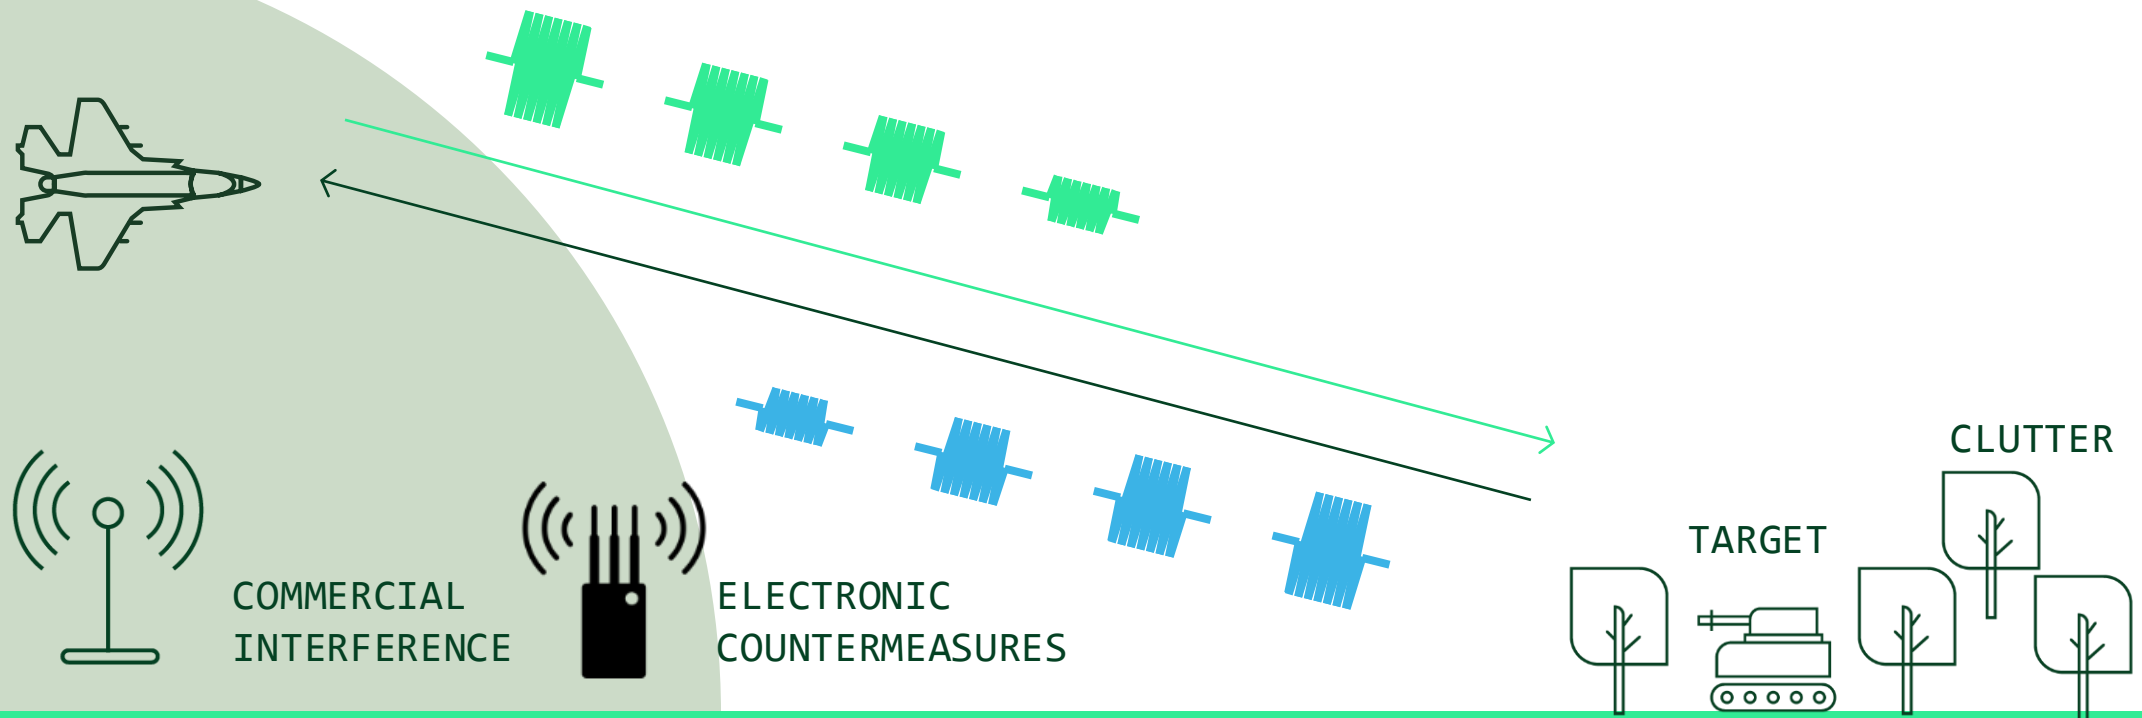 CLUTTER
TARGET
COMMERCIAL
INTERFERENCE
ELECTRONIC
COUNTERMEASURES